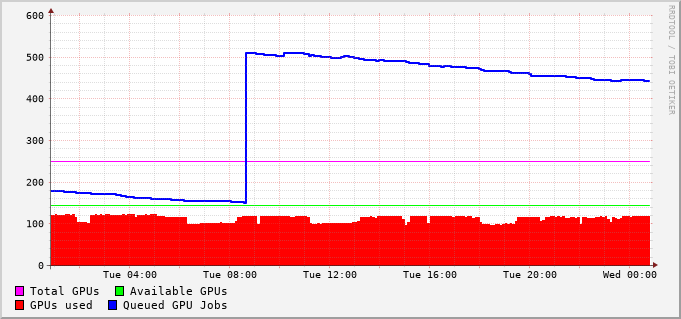 600
500
400
300
200
100
0
Tue 04:00 Tue 08:00 Tue 12:00 Tue 16:00 Tue 20:00 Wed 00:00
Total GPUs Available GPUs
GPUs used Queued GPU Jobs
RRDTOOL / TOBI OETIKER